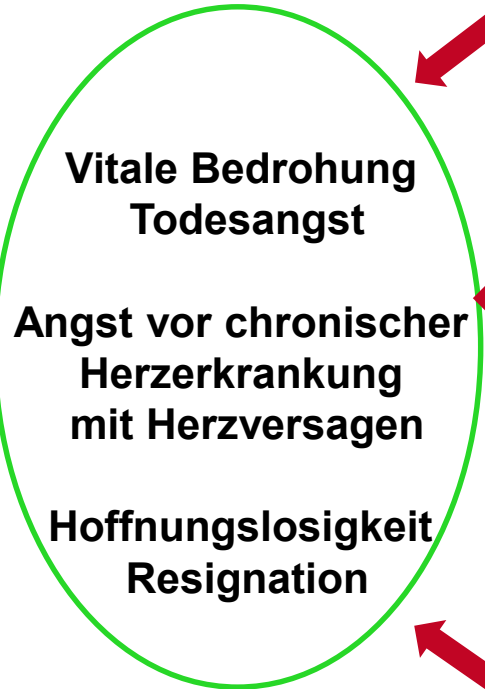 Vitale Bedrohung
Todesangst
Angst vor chronischer
Herzerkrankung
mit Herzversagen
Hoffnungslosigkeit
Resignation